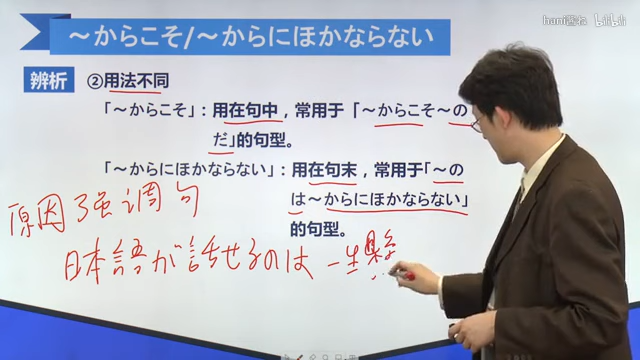 hani酱ね bilibili
～からこそ/～からにほかならない
辨析 ②用法不同
「～からこそ」：用在句中，常用于「～からこそ～の
だ」的句型。
「～からにほかならない」：用在句末，常用于「～の
は～からにほかならない」
的句型。
原因强调句
日本語が話せるのは 一生懸